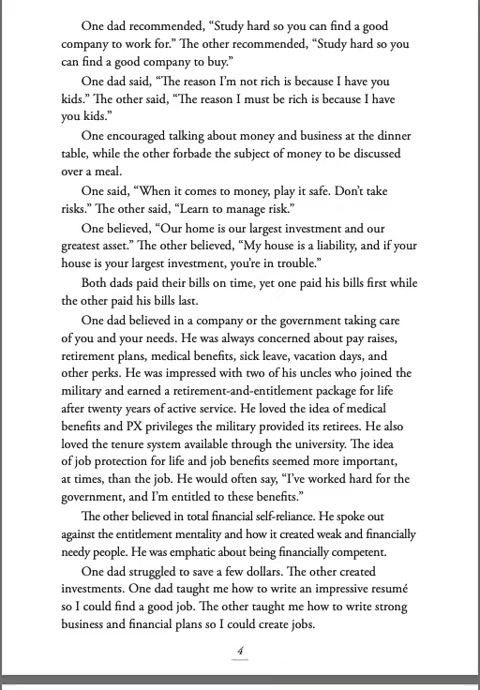 One dad recommended, “Study hard so you can find a good
company to work for.” The other recommended, “Study hard so you
can find a good company to buy.”
One dad said, “The reason I’m not rich is because I have you
kids.” The other said, “The reason I must be rich is because I have
you kids.”
One encouraged talking about money and business at the dinner
table, while the other forbade the subject of money to be discussed
over a meal.
One said, “When it comes to money, play it safe. Don’t take
risks.” The other said, “Learn to manage risk.”
One believed, “Our home is our largest investment and our
greatest asset.” The other believed, “My house is a liability, and if your
house is your largest investment, you’re in trouble.”
Both dads paid their bills on time, yet one paid his bills first while
the other paid his bills last.
One dad believed in a company or the government taking care
of you and your needs. He was always concerned about pay raises,
retirement plans, medical benefits, sick leave, vacation days, and
other perks. He was impressed with two of his uncles who joined the
military and earned a retirement-and-entitlement package for life
after twenty years of active service. He loved the idea of medical
benefits and PX privileges the military provided its retirees. He also
loved the tenure system available through the university. The idea
of job protection for life and job benefits seemed more important,
at times, than the job. He would often say, “I’ve worked hard for the
government, and I’m entitled to these benefits.”
The other believed in total financial self-reliance. He spoke out
against the entitlement mentality and how it created weak and financially
needy people. He was emphatic about being financially competent.
One dad struggled to save a few dollars. The other created
investments. One dad taught me how to write an impressive resumé
so I could find a good job. The other taught me how to write strong
business and financial plans so I could create jobs.
4